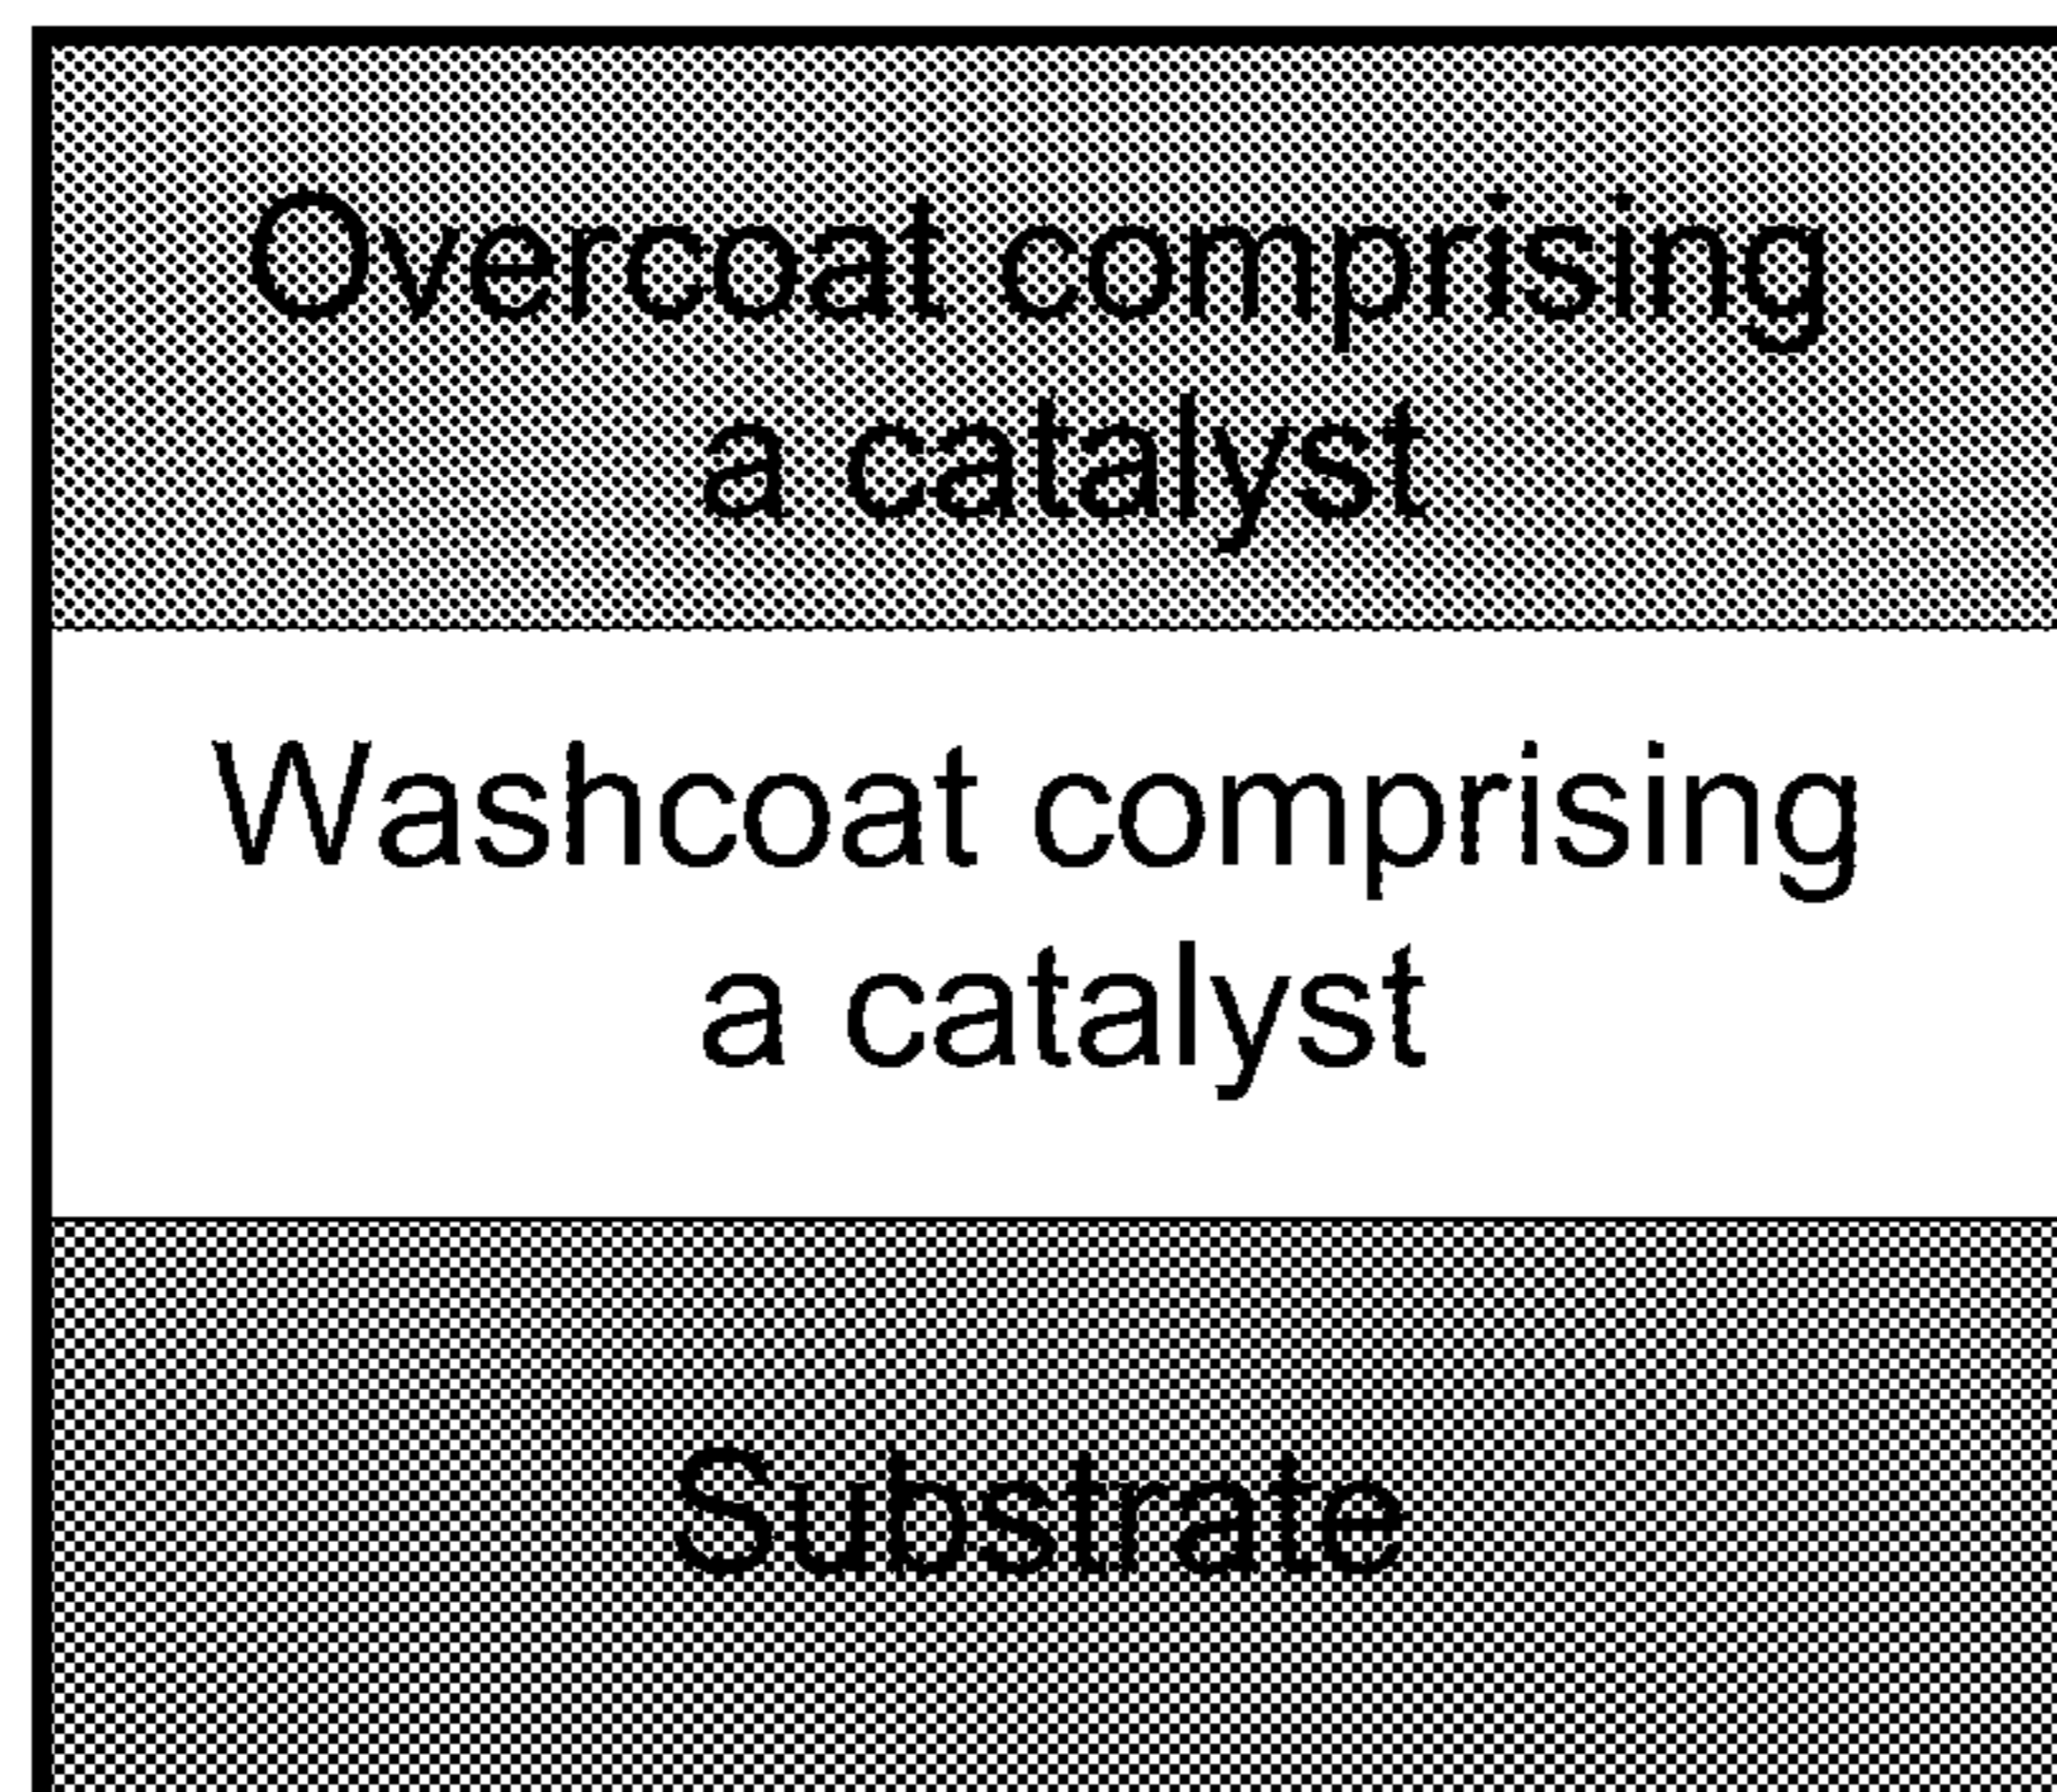 Overcoat comprising
a catalyst
Washcoat comprising
a catalyst
Substrate